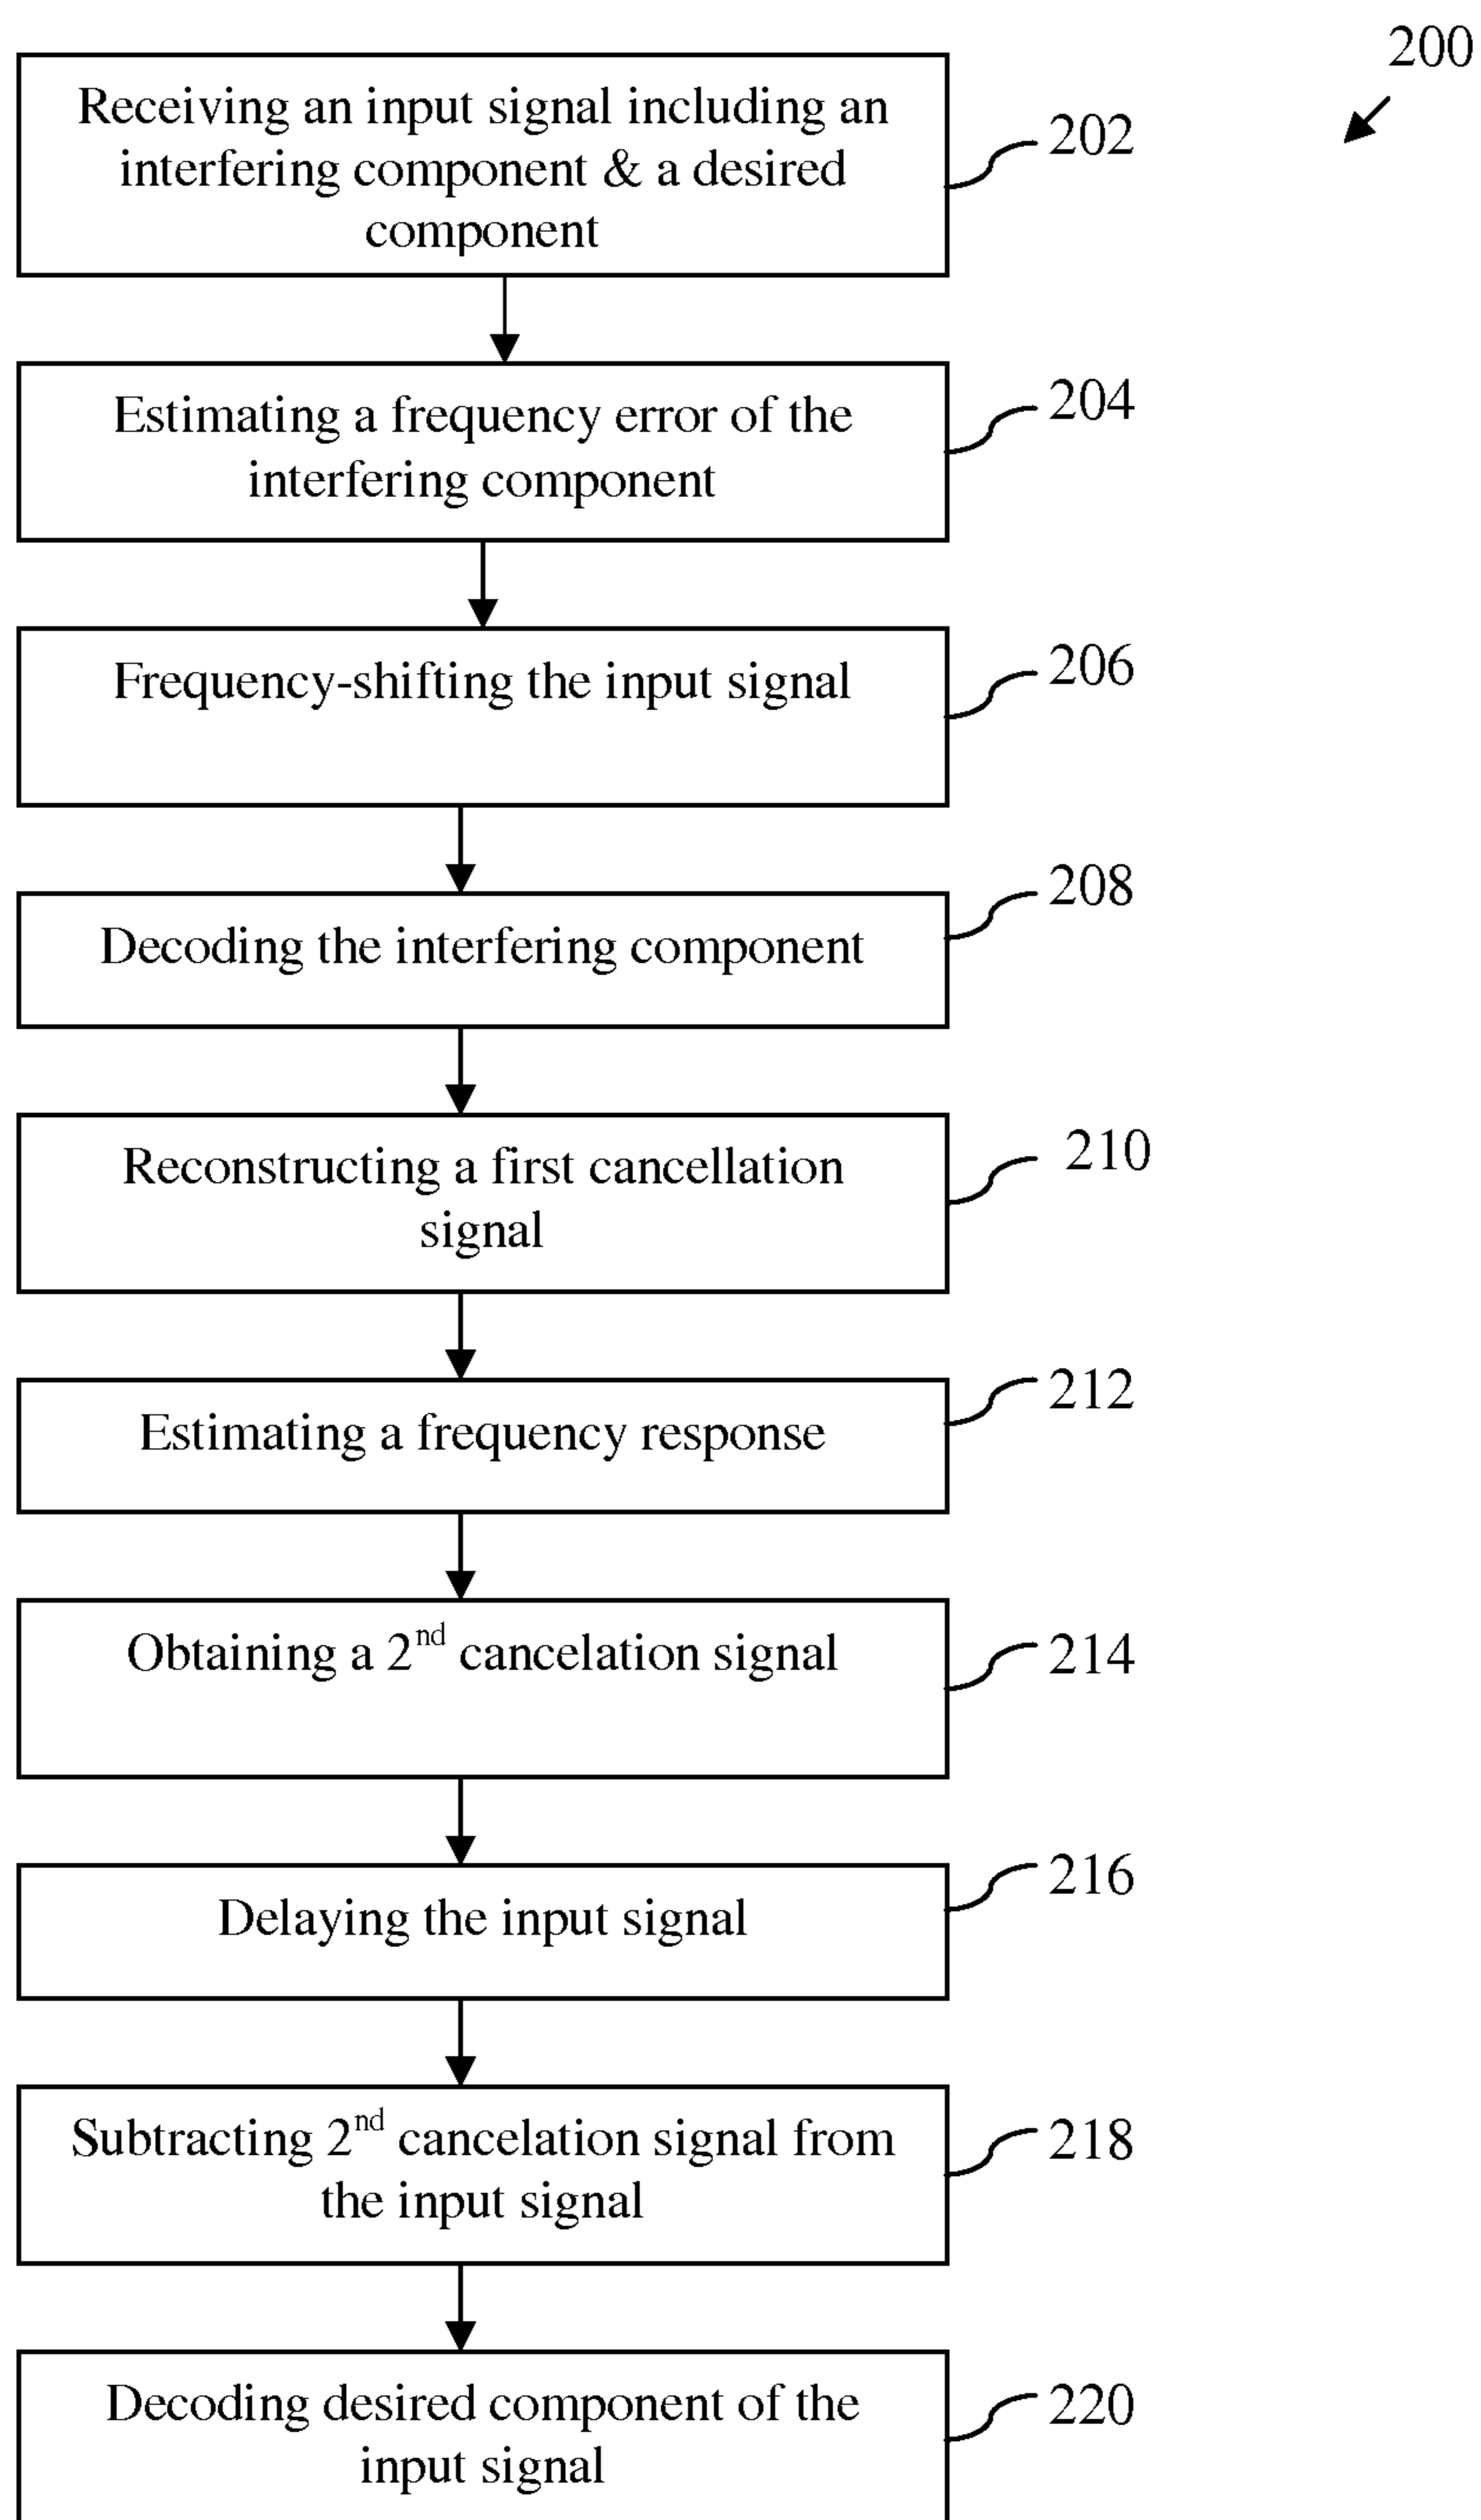 200
Receiving an input signal including an
interfering component & a desired
component
202
Estimating a frequency error of the
interfering component
204
Frequency-shifting the input signal
206
Decoding the interfering component
208
Reconstructing a first cancellation
signal
210
Estimating a frequency response
212
Obtaining a 2nd cancelation signal
214
Delaying the input signal
216
Subtracting 2nd cancelation signal from
the input signal
218
Decoding desired component of the
input signal
220